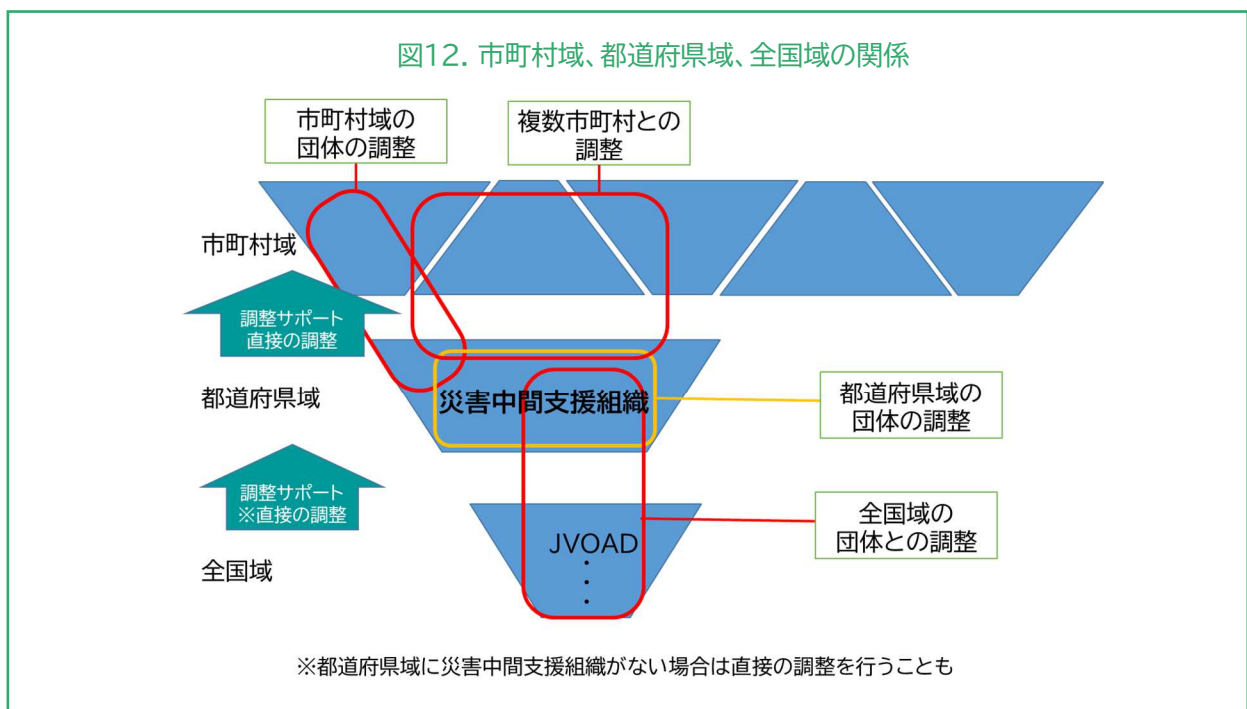 図12. 市町村域、都道府県域、全国域の関係
市町村域の
団体の調整
複数市町村との
調整
市町村域
調整サポート
直接の調整
都道府県域
災害中間支援組織
都道府県域の
団体の調整
調整サポート
※直接の調整
全国域
JVOAD
・
・
・
全国域の
団体との調整
※都道府県域に災害中間支援組織がない場合は直接の調整を行うことも